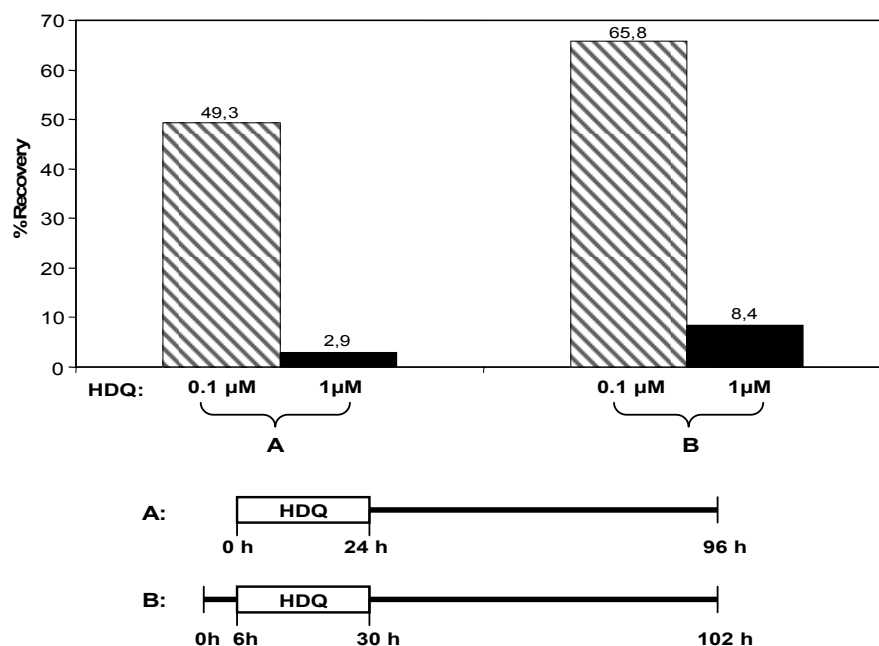 70
60
50
40
30
20
10
0
%Recovery
49,3
2,9
65,8
8,4
HDQ: 0.1 µM 1µM 0.1 µM 1µM
A B
A: HDQ
0 h 24 h 96 h
B: HDQ
0h 6h 30 h 102 h